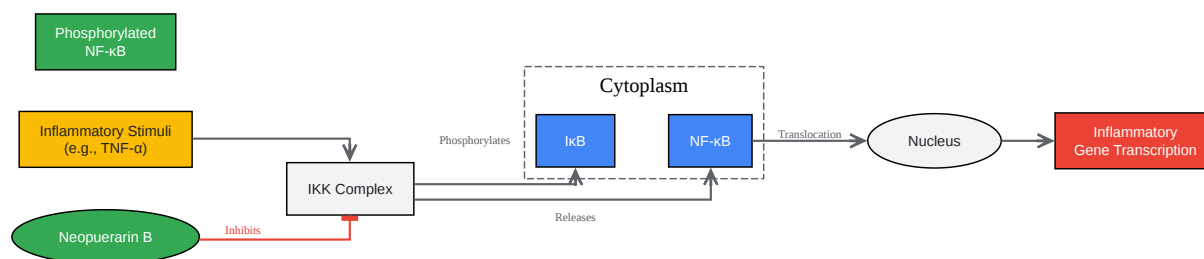 Phosphorylated
NF-κB
Inflammatory Stimuli
(e.g., TNF-α)
Neopuerarin B
Inhibits
IKK Complex
Phosphorylates
Releases
Cytoplasm
IκB
NF-κB
Translocation
Nucleus
Inflammatory
Gene Transcription